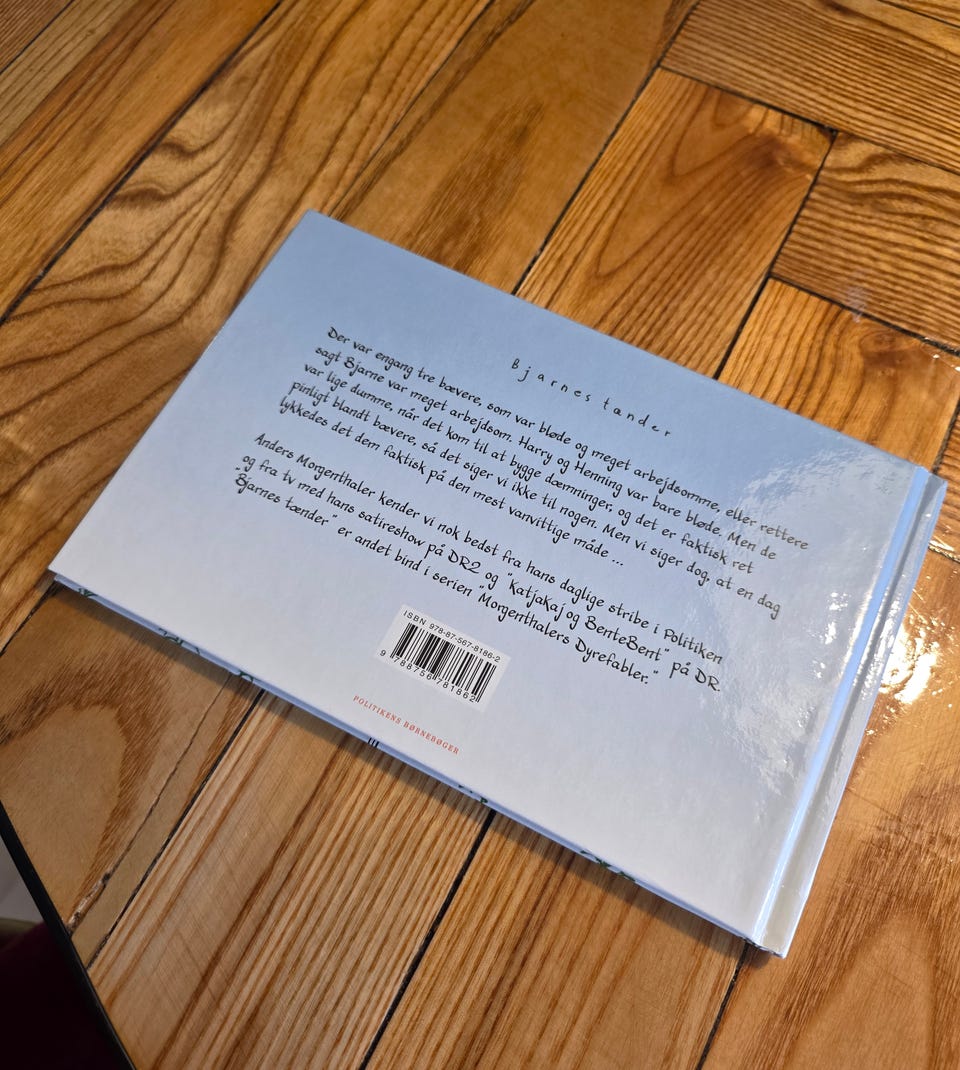 Bjarnes tænder
Der var engang tre bævere, som var bløde og meget arbejdsomme, eller rettere
sagt Bjarne var meget arbejdsom. Harry og Henning var bare bløde. Men de
var lige dumme, når det kom til at bygge dæmninger, og det er faktisk ret
pinligt blandt bævere, så det siger vi ikke til nogen. Men vi siger dog, at en dag
lykkedes det dem faktisk på den mest vanvittige måde ...
Anders Morgenthaler kender vi nok bedst fra hans daglige stribe i Politiken
og fra tv med hans satireshow på DR2 og "KatjaKaj og BenteBent" på DR.
"Bjarnes tænder" er andet bind i serien "Morgenthalers Dyrefabler."
ISBN 978-87-567-8186-2
9 788756 781862
POLITIKENS BØRNEBØGER